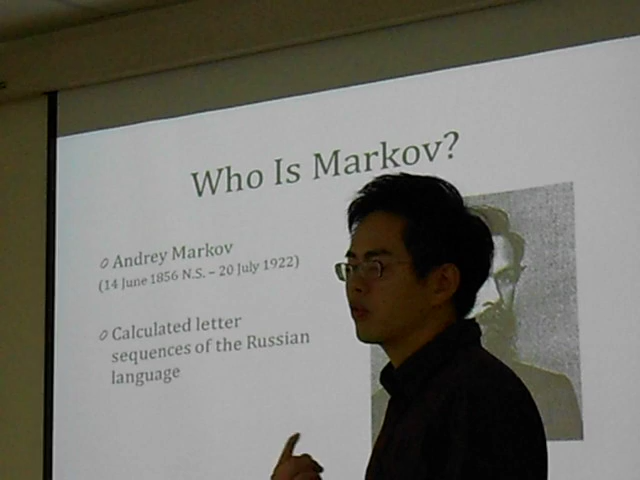 Who Is Markov?
Andrey Markov
(14 June 1856 N.S. – 20 July 1922)
Calculated letter
sequences of the Russian
language